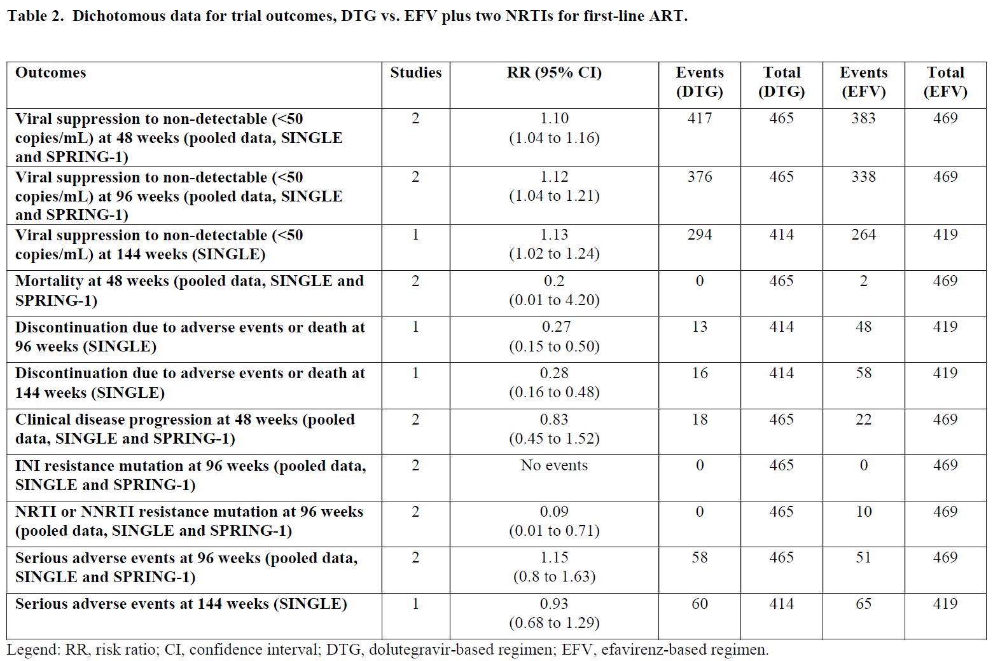 Table 2.  Dichotomous data for trial outcomes, DTG vs. EFV plus two NRTIs for first-line ART.
Outcomes Studies RR (95% CI) Events Total Events Total
(DTG) (DTG) (EFV) (EFV)
Viral suppression to non-detectable (<50 2 1.10 417 465 383 469
copies/mL) at 48 weeks (pooled data, SINGLE (1.04 to 1.16)
and SPRING-1)
Viral suppression to non-detectable (<50 2 1.12 376 465 338 469
copies/mL) at 96 weeks (pooled data, SINGLE (1.04 to 1.21)
and SPRING-1)
Viral suppression to non-detectable (<50 1 1.13 294 414 264 419
copies/mL) at 144 weeks (SINGLE) (1.02 to 1.24)
Mortality at 48 weeks (pooled data, SINGLE and 2 0.2 0 465 2 469
SPRING-1) (0.01 to 4.20)
Discontinuation due to adverse events or death at 1 0.27 13 414 48 419
96 weeks (SINGLE) (0.15 to 0.50)
Discontinuation due to adverse events or death at 1 0.28 16 414 58 419
144 weeks (SINGLE) (0.16 to 0.48)
Clinical disease progression at 48 weeks (pooled 2 0.83 18 465 22 469
data, SINGLE and SPRING-1) (0.45 to 1.52)
INI resistance mutation at 96 weeks (pooled data, 2 No events 0 465 0 469
SINGLE and SPRING-1)
NRTI or NNRTI resistance mutation at 96 weeks 2 0.09 0 465 10 469
(pooled data, SINGLE and SPRING-1) (0.01 to 0.71)
Serious adverse events at 96 weeks (pooled data, 2 1.15 58 465 51 469
SINGLE and SPRING-1) (0.8 to 1.63)
Serious adverse events at 144 weeks (SINGLE) 1 0.93 60 414 65 419
(0.68 to 1.29)
Legend: RR, risk ratio; CI, confidence interval; DTG, dolutegravir-based regimen; EFV, efavirenz-based regimen.